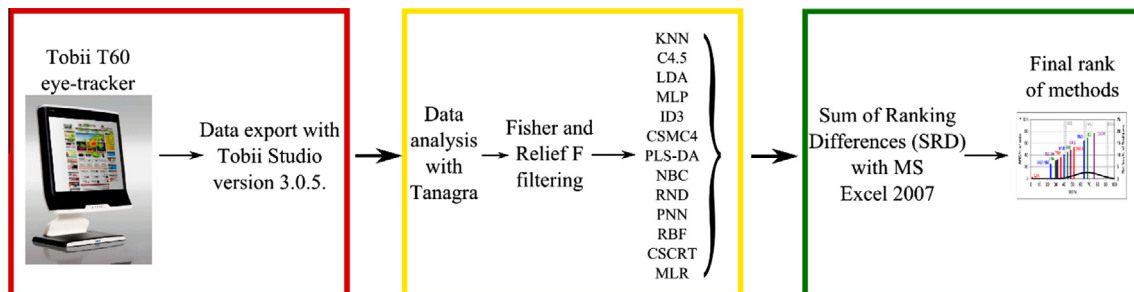 Tobii T60
eye-tracker
Data export with
Tobii Studio
version 3.0.5.
Data
analysis
with
Tanagra
Fisher and
Relief F
filtering
KNN
C4.5
LDA
MLP
ID3
CSMC4
PLS-DA
NBC
RND
PNN
RBF
CSCRT
MLR
Sum of Ranking
Differences (SRD)
with MS
Excel 2007
Final rank
of methods